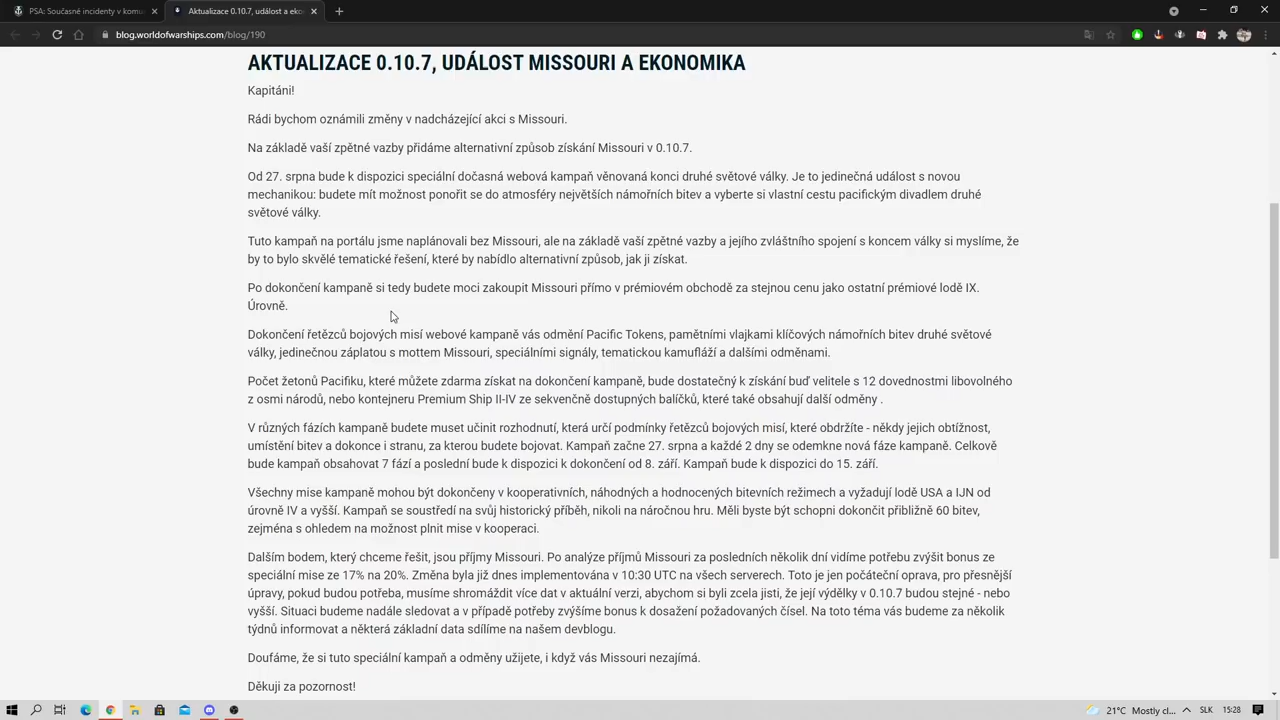 PSA: Současné incidenty v kom
Aktualizace 0.10.7, událost a eko
blog.worldofwarships.com/blog/190
AKTUALIZACE 0.10.7, UDÁLOST MISSOURI A EKONOMIKA
Kapitáni!
Rádi bychom oznámili změny v nadcházející akci s Missouri.
Na základě vaší zpětné vazby přidáme alternativní způsob získání Missouri v 0.10.7.
Od 27. srpna bude k dispozici speciální dočasná webová kampaň věnovaná konci druhé světové války. Je to jedinečná událost s novou
mechanikou: budete mít možnost ponořit se do atmosféry největších námořních bitev a vyberte si vlastní cestu pacifickým divadlem druhé
světové války.
Tuto kampaň na portálu jsme naplánovali bez Missouri, ale na základě vaší zpětné vazby a jejího zvláštního spojení s koncem války si myslíme, že
by to bylo skvělé tematické řešení, které by nabídlo alternativní způsob, jak ji získat.
Po dokončení kampaně si tedy budete moci zakoupit Missouri přímo v prémiovém obchodě za stejnou cenu jako ostatní prémiové lodě IX.
Úrovně.
Dokončení řetězců bojových misí webové kampaně vás odmění Pacific Tokens, pamětními vlajkami klíčových námořních bitev druhé světové
války, jedinečnou záplatou s mottem Missouri, speciálními signály, tematickou kamufláží a dalšími odměnami.
Počet žetonů Pacifiku, které můžete zdarma získat na dokončení kampaně, bude dostatečný k získání buď velitele s 12 dovednostmi libovolného
z osmi národů, nebo kontejneru Premium Ship II-IV ze sekvenčně dostupných balíčků, které také obsahují další odměny .
V různých fázích kampaně budete muset učinit rozhodnutí, která určí podmínky řetězců bojových misí, které obdržíte - někdy jejich obtížnost,
umístění bitev a dokonce i stranu, za kterou budete bojovat. Kampaň začne 27. srpna a každé 2 dny se odemkne nová fáze kampaně. Celkově
bude kampaň obsahovat 7 fází a poslední bude k dispozici k dokončení od 8. září. Kampaň bude k dispozici do 15. září.
Všechny mise kampaně mohou být dokončeny v kooperativních, náhodných a hodnocených bitevních režimech a vyžadují lodě USA a IJN od
úrovně IV a vyšší. Kampaň se soustředí na svůj historický příběh, nikoli na náročnou hru. Měli byste být schopni dokončit přibližně 60 bitev,
zejména s ohledem na možnost plnit mise v kooperaci.
Dalším bodem, který chceme řešit, jsou příjmy Missouri. Po analýze příjmů Missouri za posledních několik dní vidíme potřebu zvýšit bonus ze
speciální mise ze 17% na 20%. Změna byla již dnes implementována v 10:30 UTC na všech serverech. Toto je jen počáteční oprava, pro přesnější
úpravy, pokud budou potřeba, musíme shromáždit více dat v aktuální verzi, abychom si byli zcela jisti, že její výdělky v 0.10.7 budou stejné - nebo
vyšší. Situaci budeme nadále sledovat a v případě potřeby zvýšíme bonus k dosažení požadovaných čísel. Na toto téma vás budeme za několik
týdnů informovat a některá základní data sdílíme na našem devblogu.
Doufáme, že si tuto speciální kampaň a odměny užijete, i když vás Missouri nezajímá.
Děkuji za pozornost!
21°C Mostly cl... SLK 15:28